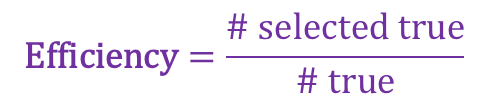 # selected true
Efficiency =
# true